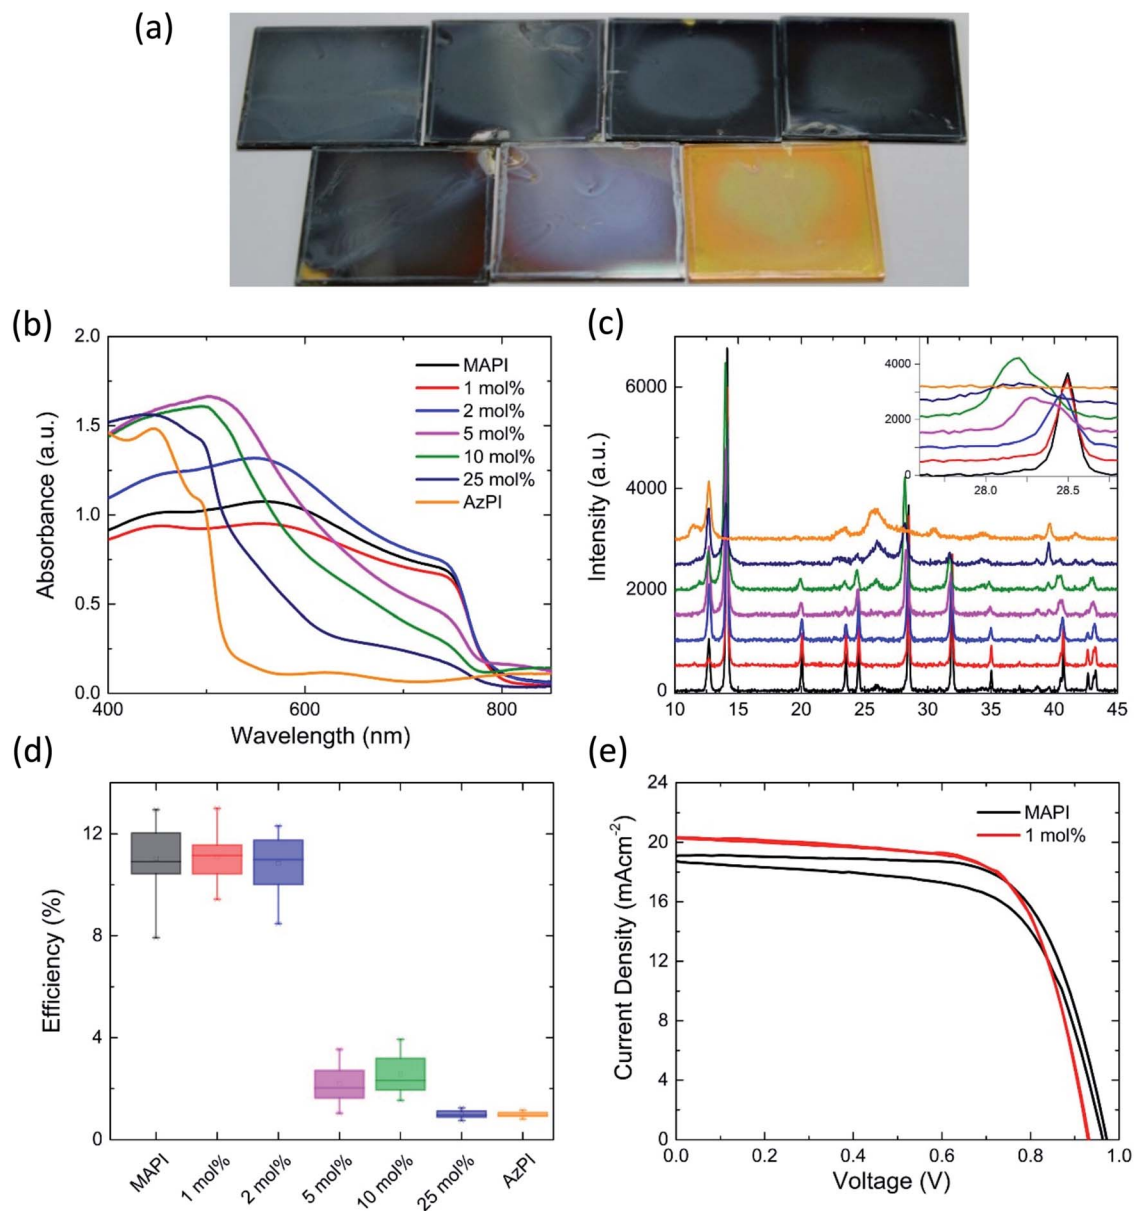 (a)
(b)
2.0
1.5
1.0
0.5
0.0
Absorbance (a.u.)
MAPI
1 mol%
2 mol%
5 mol%
10 mol%
25 mol%
AzPI
400
600
800
Wavelength (nm)
(c)
6000
4000
2000
0
Intensity (a.u.)
4000
2000
0
28.0
28.5
10
15
20
25
30
35
40
45
(d)
12
8
4
0
Efficiency (%)
MAPI
1 mol%
2 mol%
5 mol%
10 mol%
25 mol%
AzPI
(e)
24
20
16
12
8
4
0
Current Density (mAcm⁻²)
MAPI
1 mol%
0.0
0.2
0.4
0.6
0.8
1.0
Voltage (V)